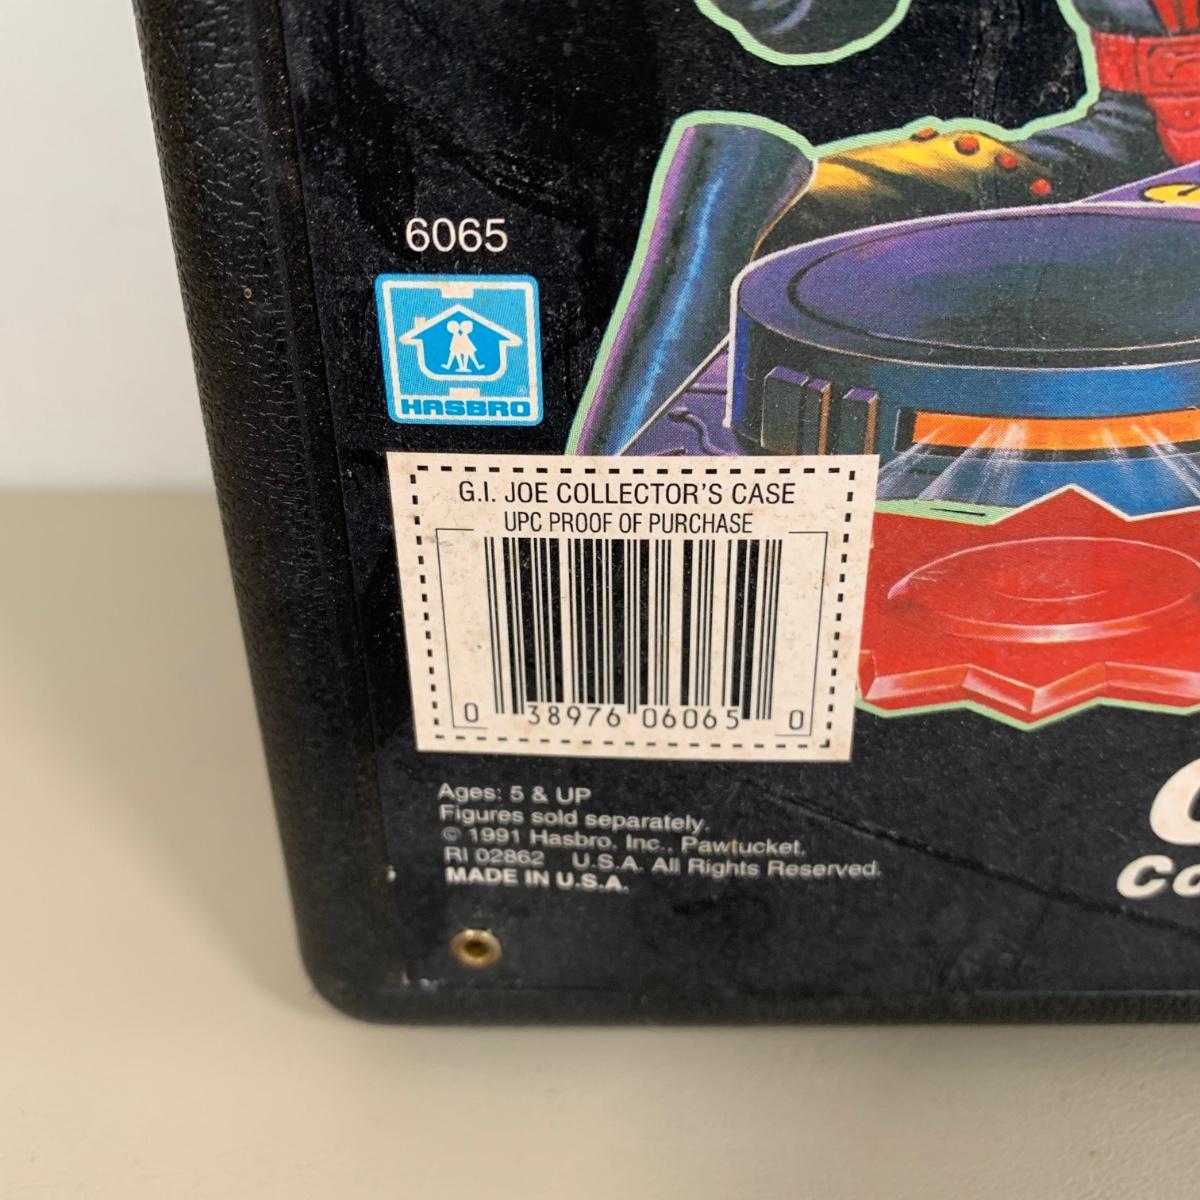 6065
HASBRO
®
G.I. JOE COLLECTOR'S CASE
UPC PROOF OF PURCHASE
0 38976 06065 0
Ages: 5 & UP
Figures sold separately.
© 1991 Hasbro, Inc., Pawtucket,
RI 02862 U.S.A. All Rights Reserved.
MADE IN U.S.A.